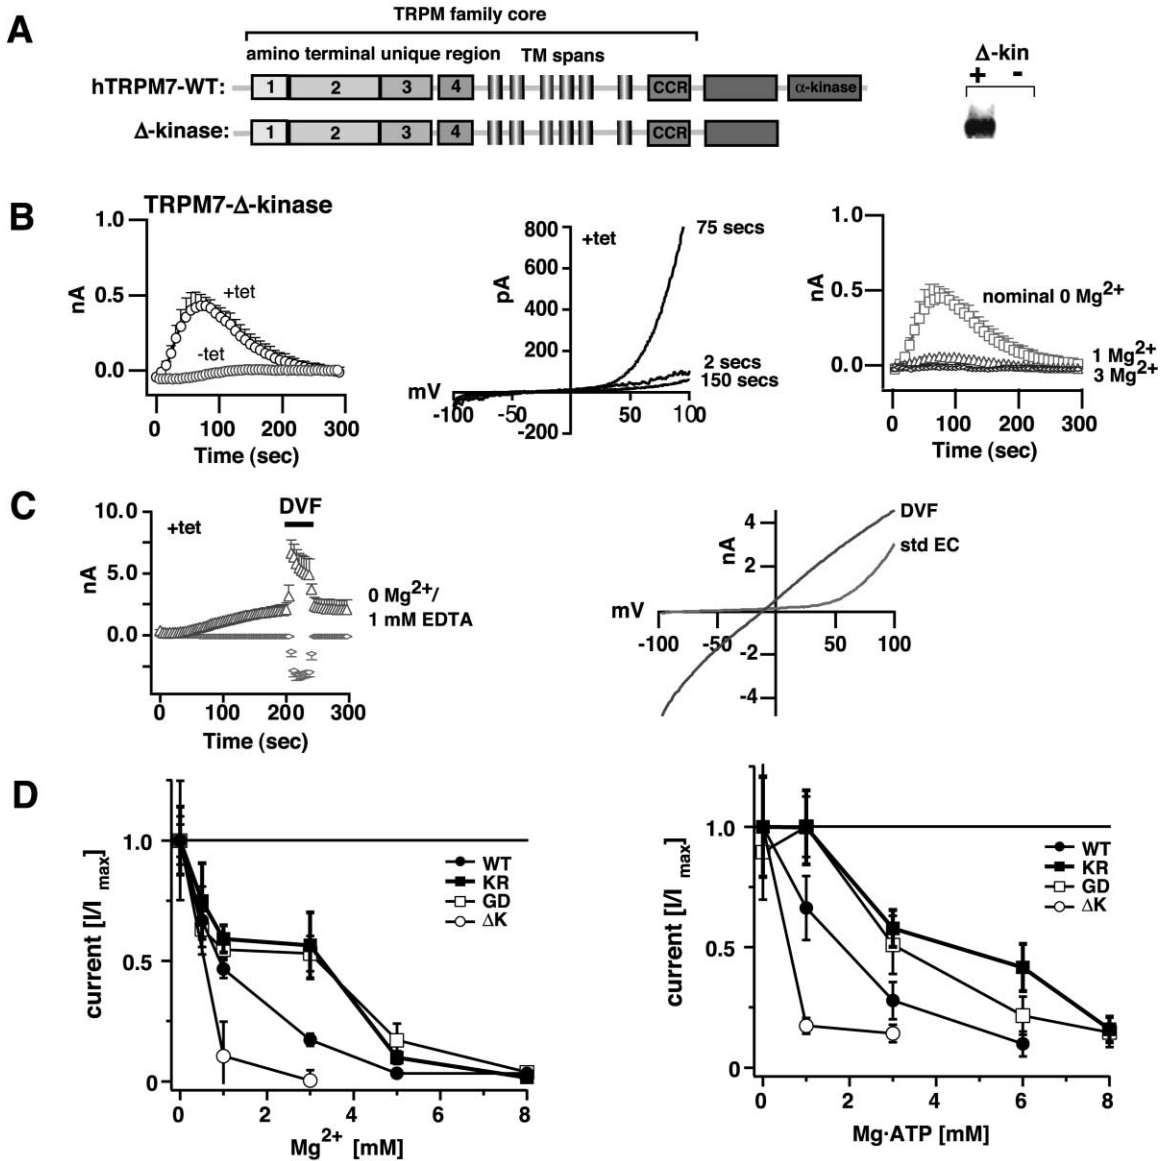 A
TRPM family core
amino terminal unique region TM spans
hTRPM7-WT: 1 2 3 4 CCR α-kinase
Δ-kinase: 1 2 3 4 CCR
Δ-kin
+ -
B
TRPM7-Δ-kinase
1.0
0.5
0.0
nA
+tet
-tet
0 100 200 300
Time (sec)
800
600
400
200
-200
pA
+tet
75 secs
2 secs
150 secs
mV
-100 -50 50 100
1.0
0.5
0.0
nA
nominal 0 Mg2+
1 Mg2+
3 Mg2+
0 100 200 300
Time (sec)
C
10.0
5.0
0.0
nA
+tet
DVF
0 Mg2+/
1 mM EDTA
0 100 200 300
Time (sec)
4
2
-2
-4
nA
DVF
std EC
mV
-100 -50 50 100
D
1.0
0.5
0
current [I/I max]
WT
KR
GD
ΔK
0 2 4 6 8
Mg2+ [mM]
1.0
0.5
0
current [I/I max]
WT
KR
GD
ΔK
0 2 4 6 8
Mg·ATP [mM]